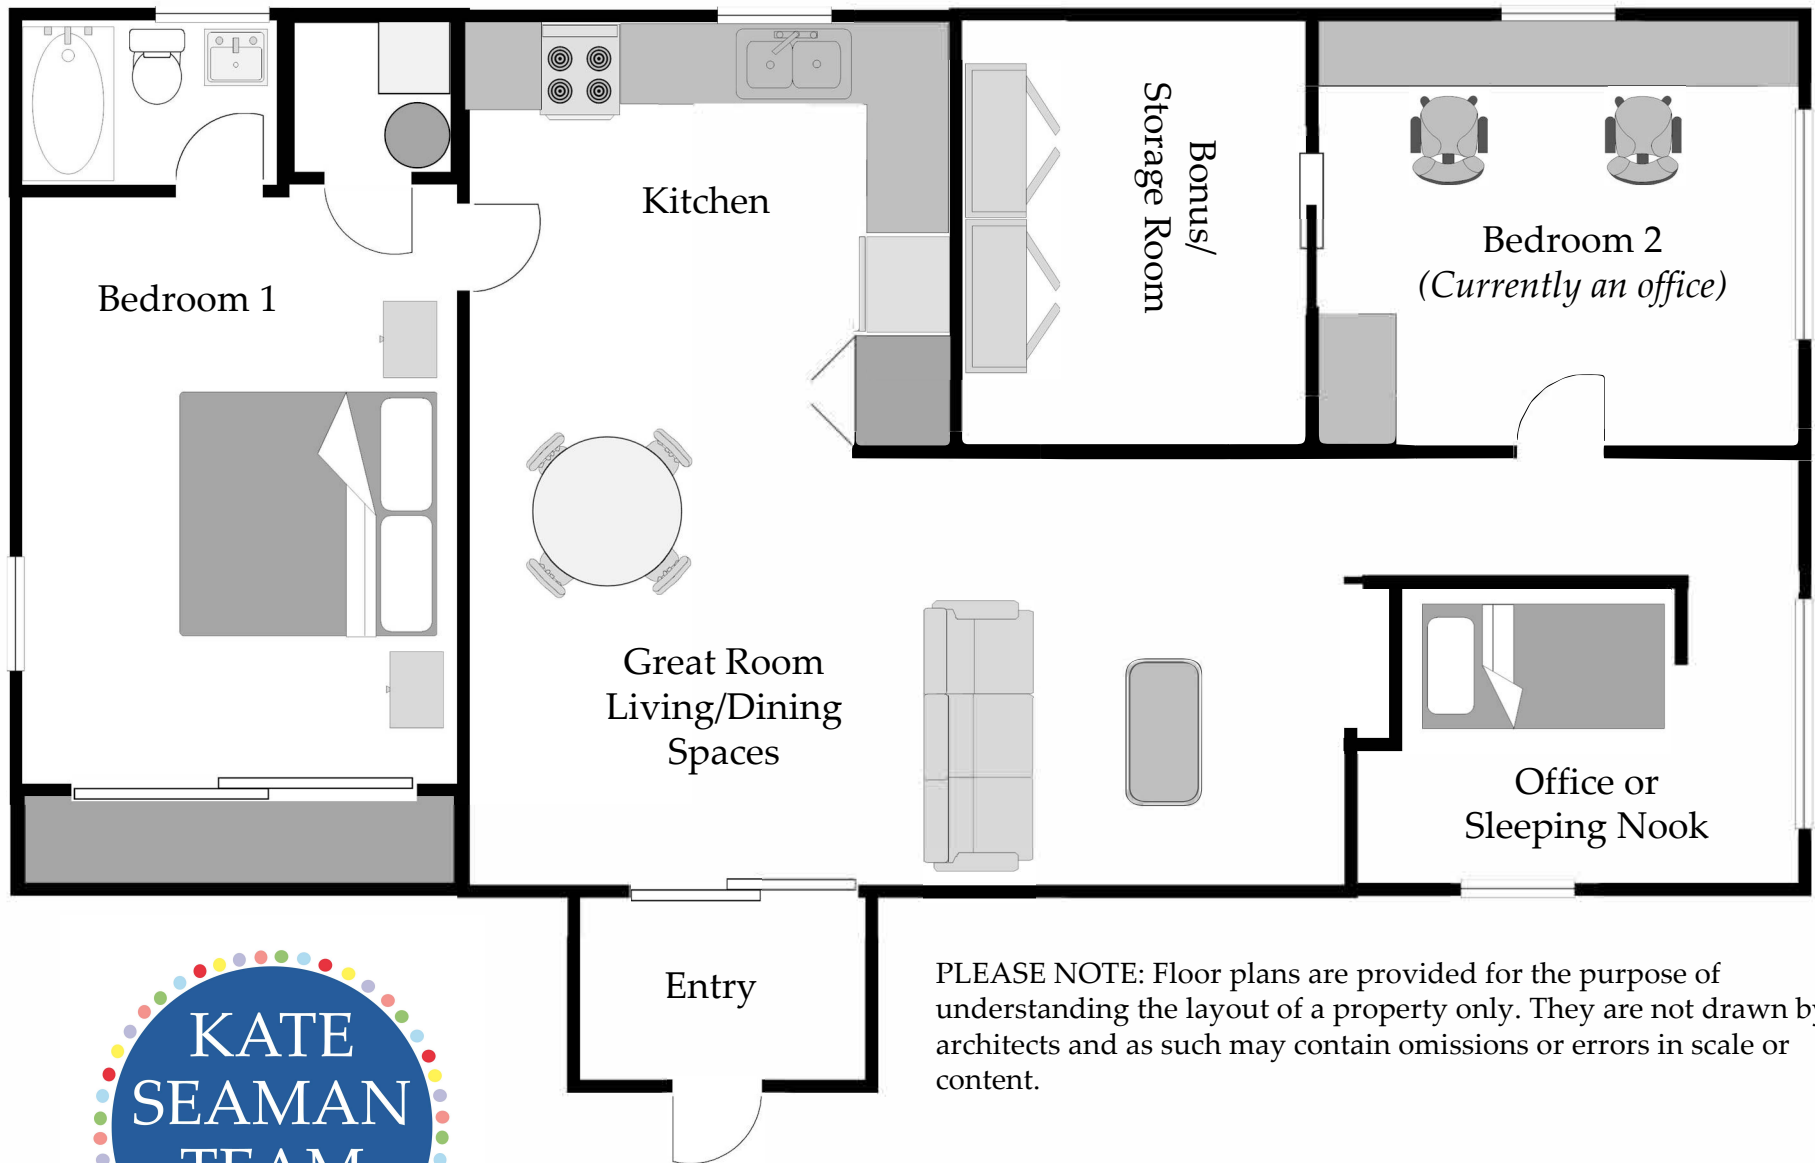 Kitchen
Bonus/
Storage Room
Bedroom 2
(Currently an office)
Bedroom 1
Great Room
Living/Dining
Spaces
Office or
Sleeping Nook
Entry
PLEASE NOTE: Floor plans are provided for the purpose of
understanding the layout of a property only. They are not drawn by
architects and as such may contain omissions or errors in scale or
content.
KATE
SEAMAN
TEAM